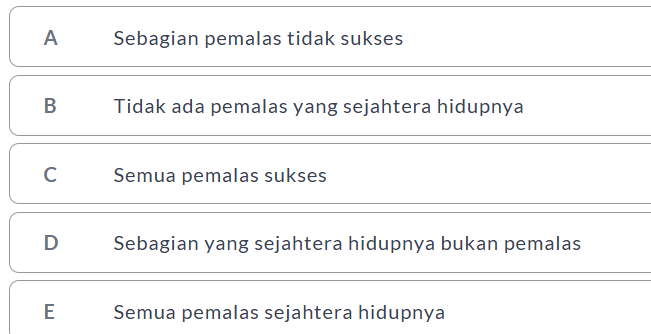 A Sebagian pemalas tidak sukses
B Tidak ada pemalas yang sejahtera hidupnya
C Semua pemalas sukses
D Sebagian yang sejahtera hidupnya bukan pemalas
E Semua pemalas sejahtera hidupnya